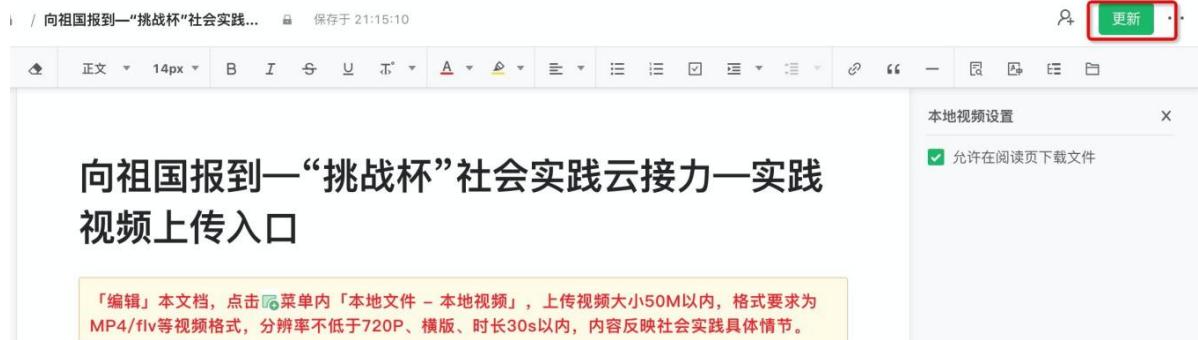 / 向祖国报到—“挑战杯”社会实践... 保存于 21:15:10 更新 ...
正文 14px B I S U T A
本地视频设置 X
允许在阅读页下载文件
向祖国报到—“挑战杯”社会实践云接力—实践
视频上传入口
「编辑」本文档，点击菜单内「本地文件 – 本地视频」，上传视频大小50M以内，格式要求为
MP4/flv等视频格式，分辨率不低于720P、横版、时长30s以内，内容反映社会实践具体情节。